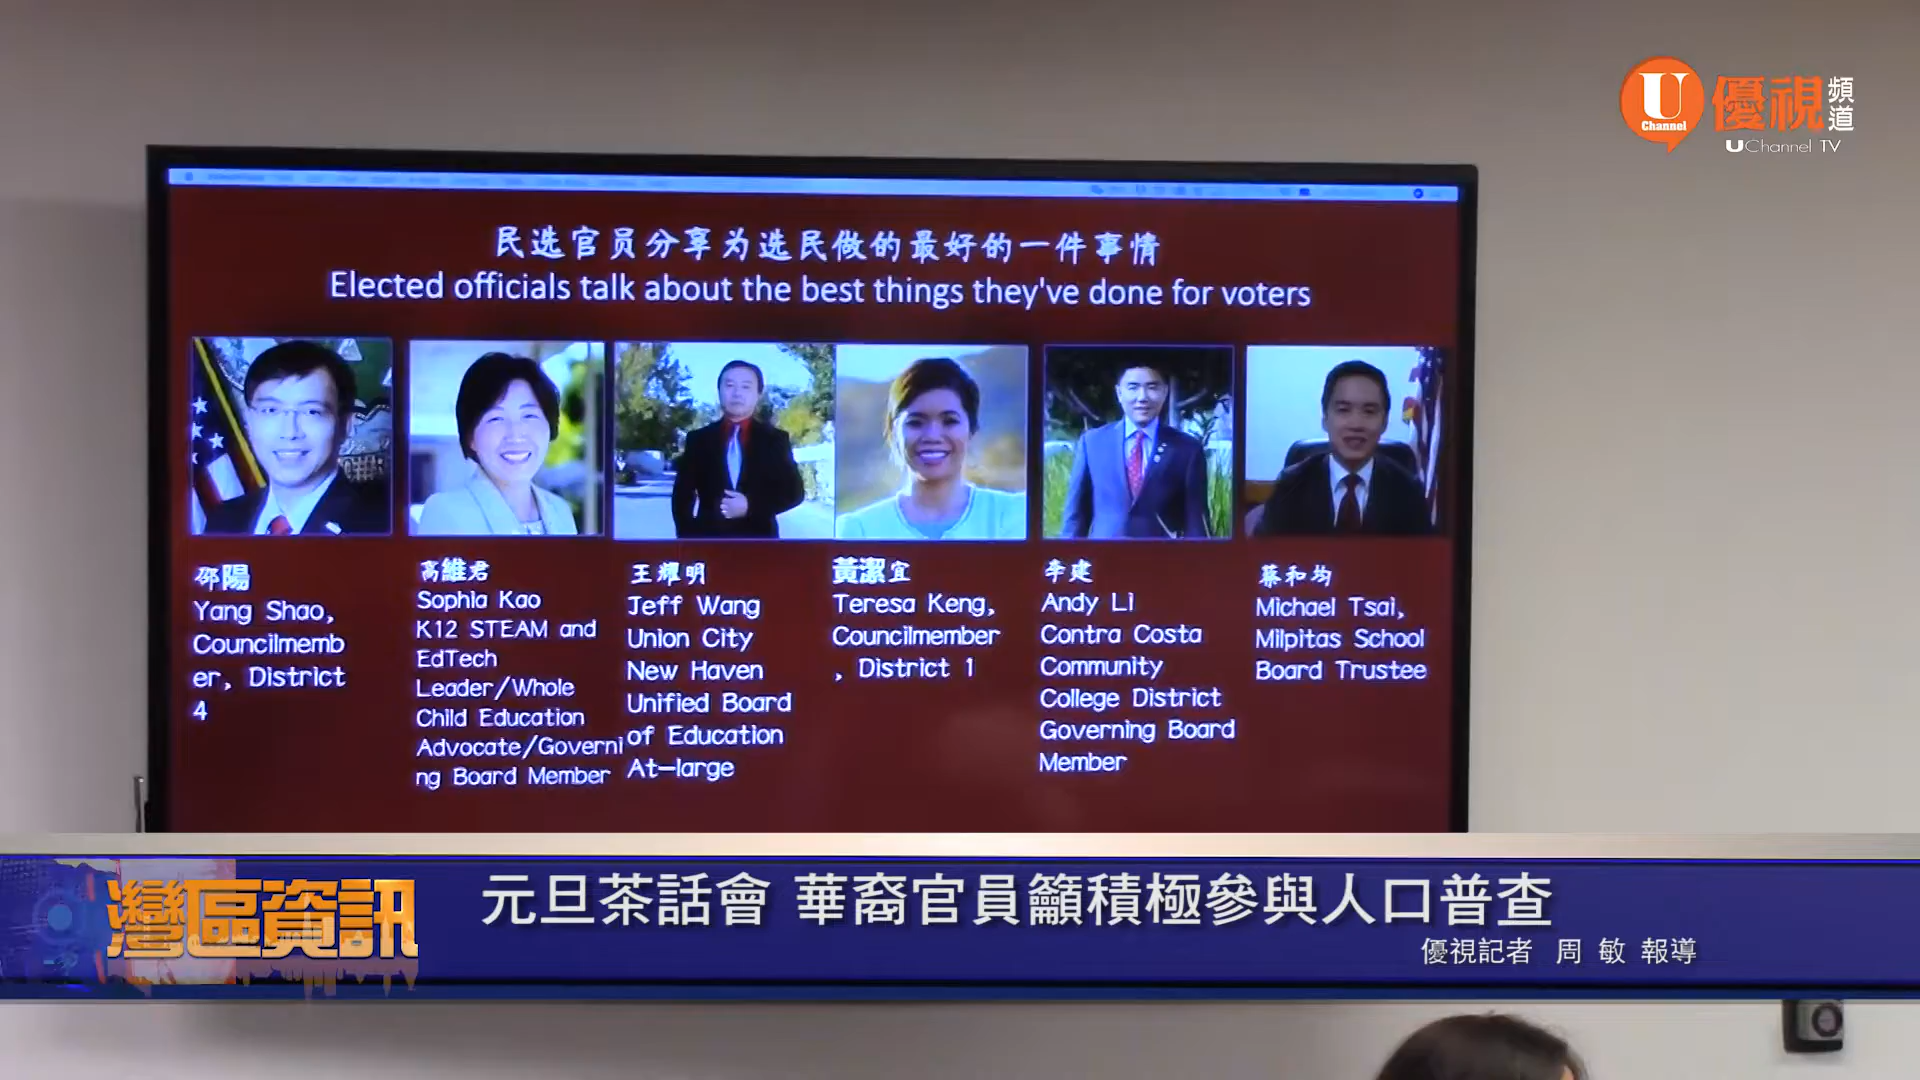 U
Channel
優視頻道
UChannel TV
民选官员分享为选民做的最好的一件事情
Elected officials talk about the best things they've done for voters
邵陽
Yang Shao,
Councilmemb
er, District
4
高維君
Sophia Kao
K12 STEAM and
EdTech
Leader/Whole
Child Education
Advocate/Governi
ng Board Member
王耀明
Jeff Wang
Union City
New Haven
Unified Board
of Education
At-large
黃潔宜
Teresa Keng,
Councilmember
, District 1
李建
Andy Li
Contra Costa
Community
College District
Governing Board
Member
蔡和均
Michael Tsai,
Milpitas School
Board Trustee
灣區資訊
元旦茶話會 華裔官員籲積極參與人口普查
優視記者 周 敏 報導